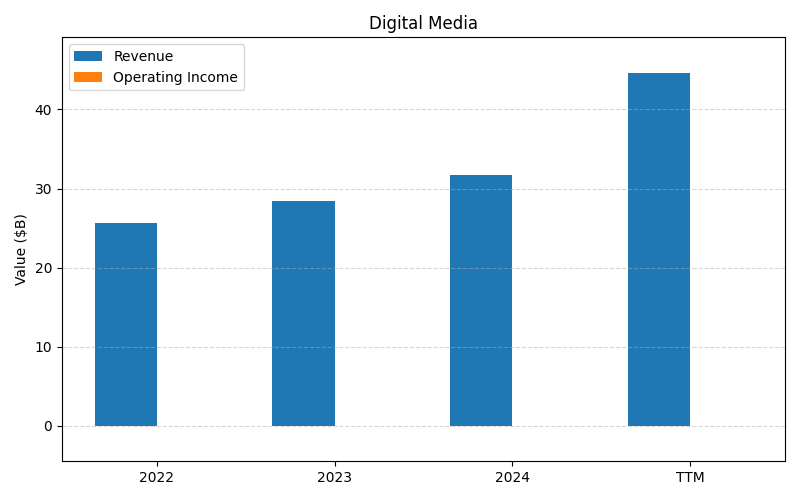 Digital Media
Revenue
Operating Income
Value ($B)
40
30
20
10
0
2022 2023 2024 TTM